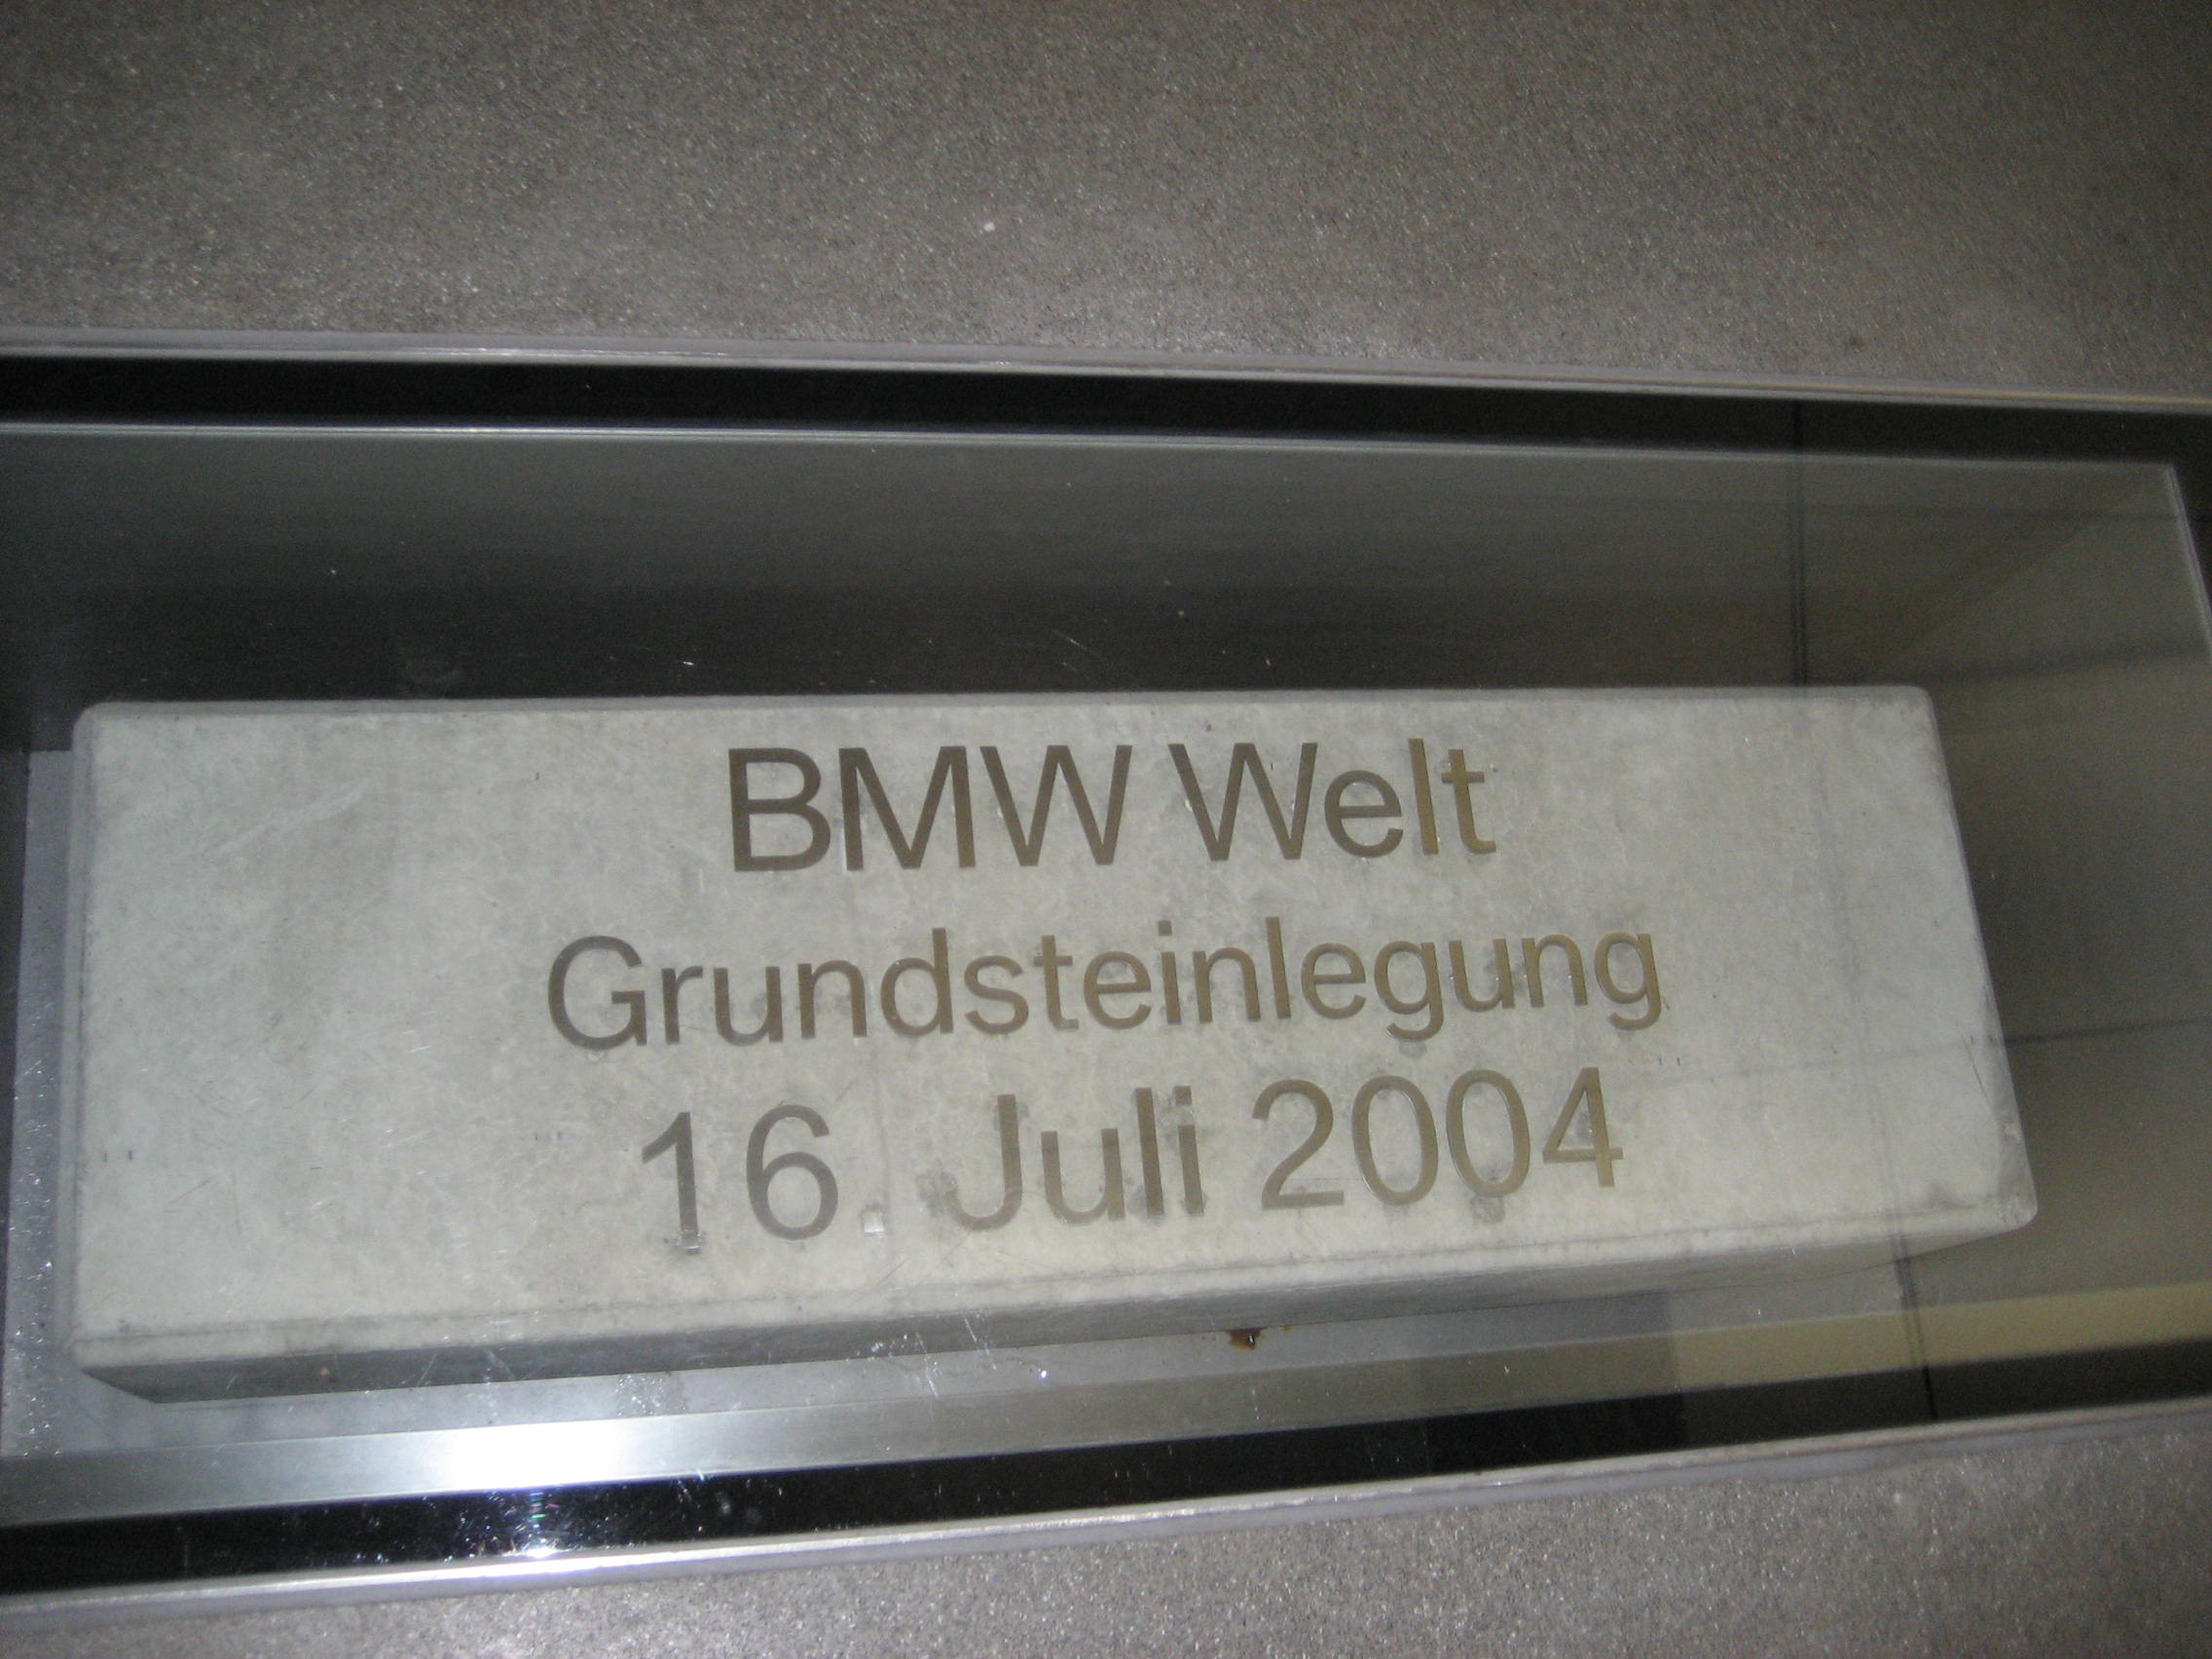 BMW Welt
Grundsteinlegung
16. Juli 2004